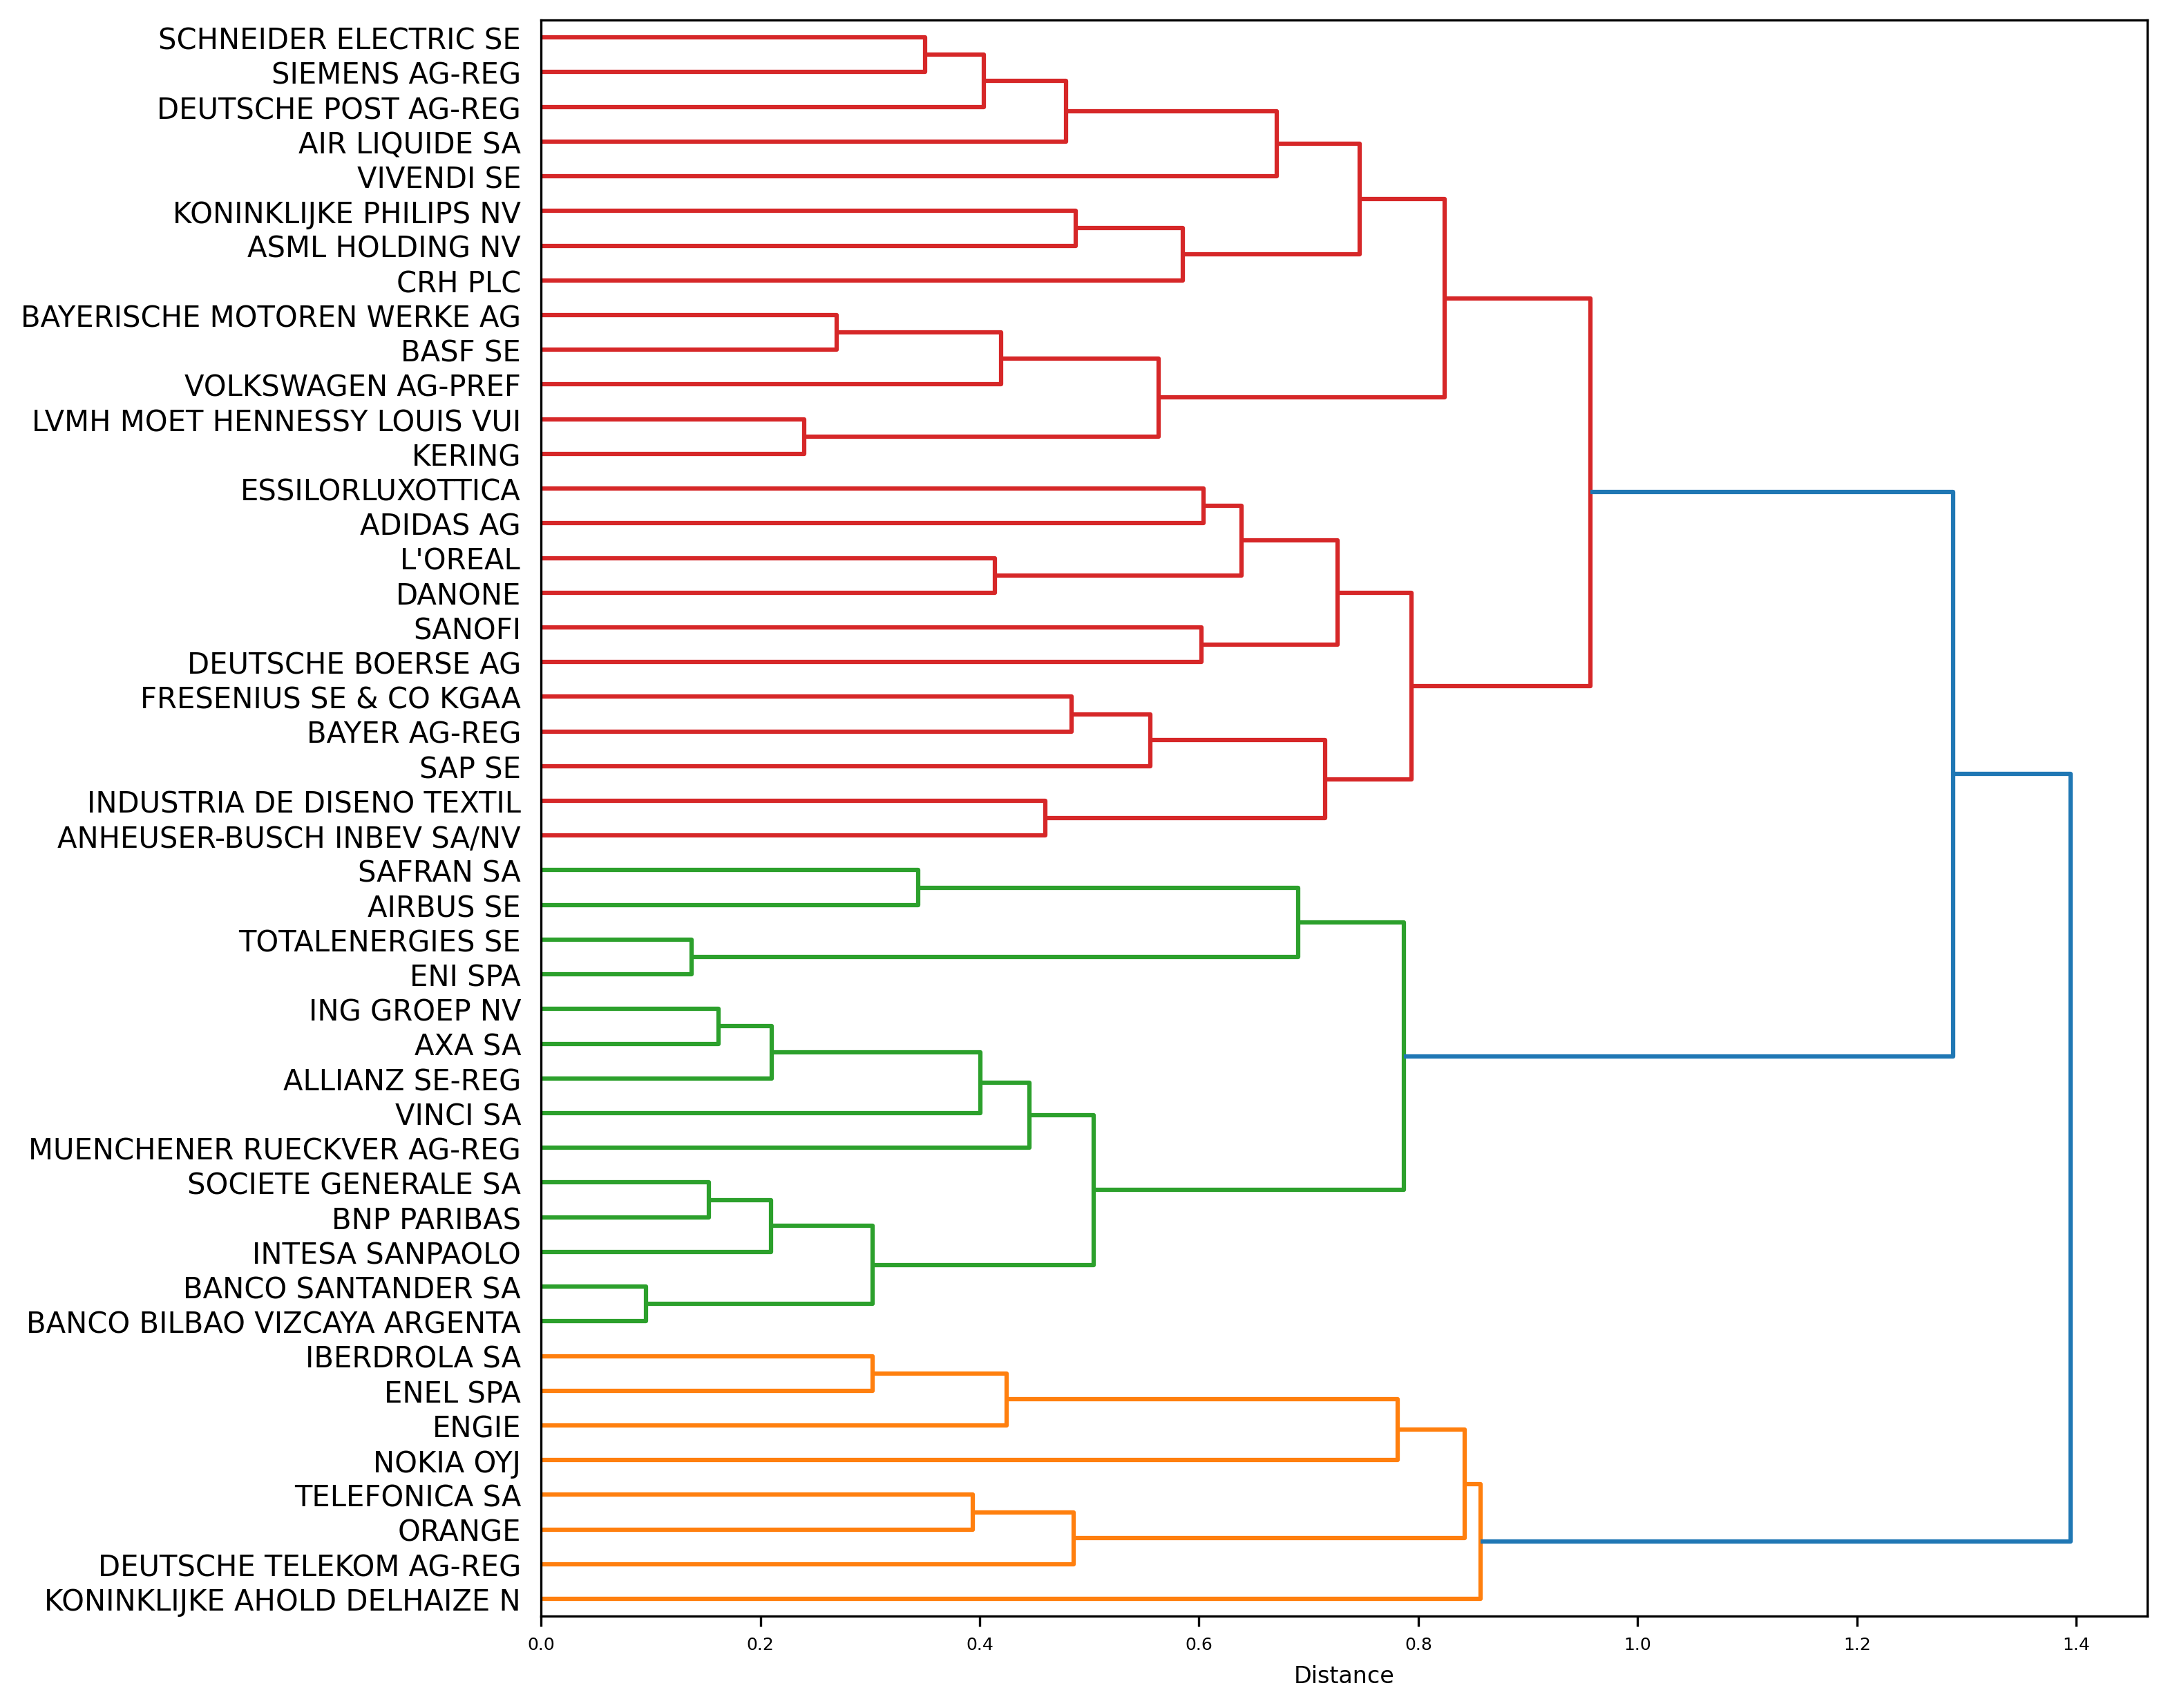 SCHNEIDER ELECTRIC SE
SIEMENS AG-REG
DEUTSCHE POST AG-REG
AIR LIQUIDE SA
VIVENDI SE
KONINKLIJKE PHILIPS NV
ASML HOLDING NV
CRH PLC
BAYERISCHE MOTOREN WERKE AG
BASF SE
VOLKSWAGEN AG-PREF
LVMH MOET HENNESSY LOUIS VUI
KERING
ESSILORLUXOTTICA
ADIDAS AG
L'OREAL
DANONE
SANOFI
DEUTSCHE BOERSE AG
FRESENIUS SE & CO KGAA
BAYER AG-REG
SAP SE
INDUSTRIA DE DISENO TEXTIL
ANHEUSER-BUSCH INBEV SA/NV
SAFRAN SA
AIRBUS SE
TOTALENERGIES SE
ENI SPA
ING GROEP NV
AXA SA
ALLIANZ SE-REG
VINCI SA
MUENCHENER RUECKVER AG-REG
SOCIETE GENERALE SA
BNP PARIBAS
INTESA SANPAOLO
BANCO SANTANDER SA
BANCO BILBAO VIZCAYA ARGENTA
IBERDROLA SA
ENEL SPA
ENGIE
NOKIA OYJ
TELEFONICA SA
ORANGE
DEUTSCHE TELEKOM AG-REG
KONINKLIJKE AHOLD DELHAIZE N
0.0 0.2 0.4 0.6 0.8 1.0 1.2 1.4
Distance